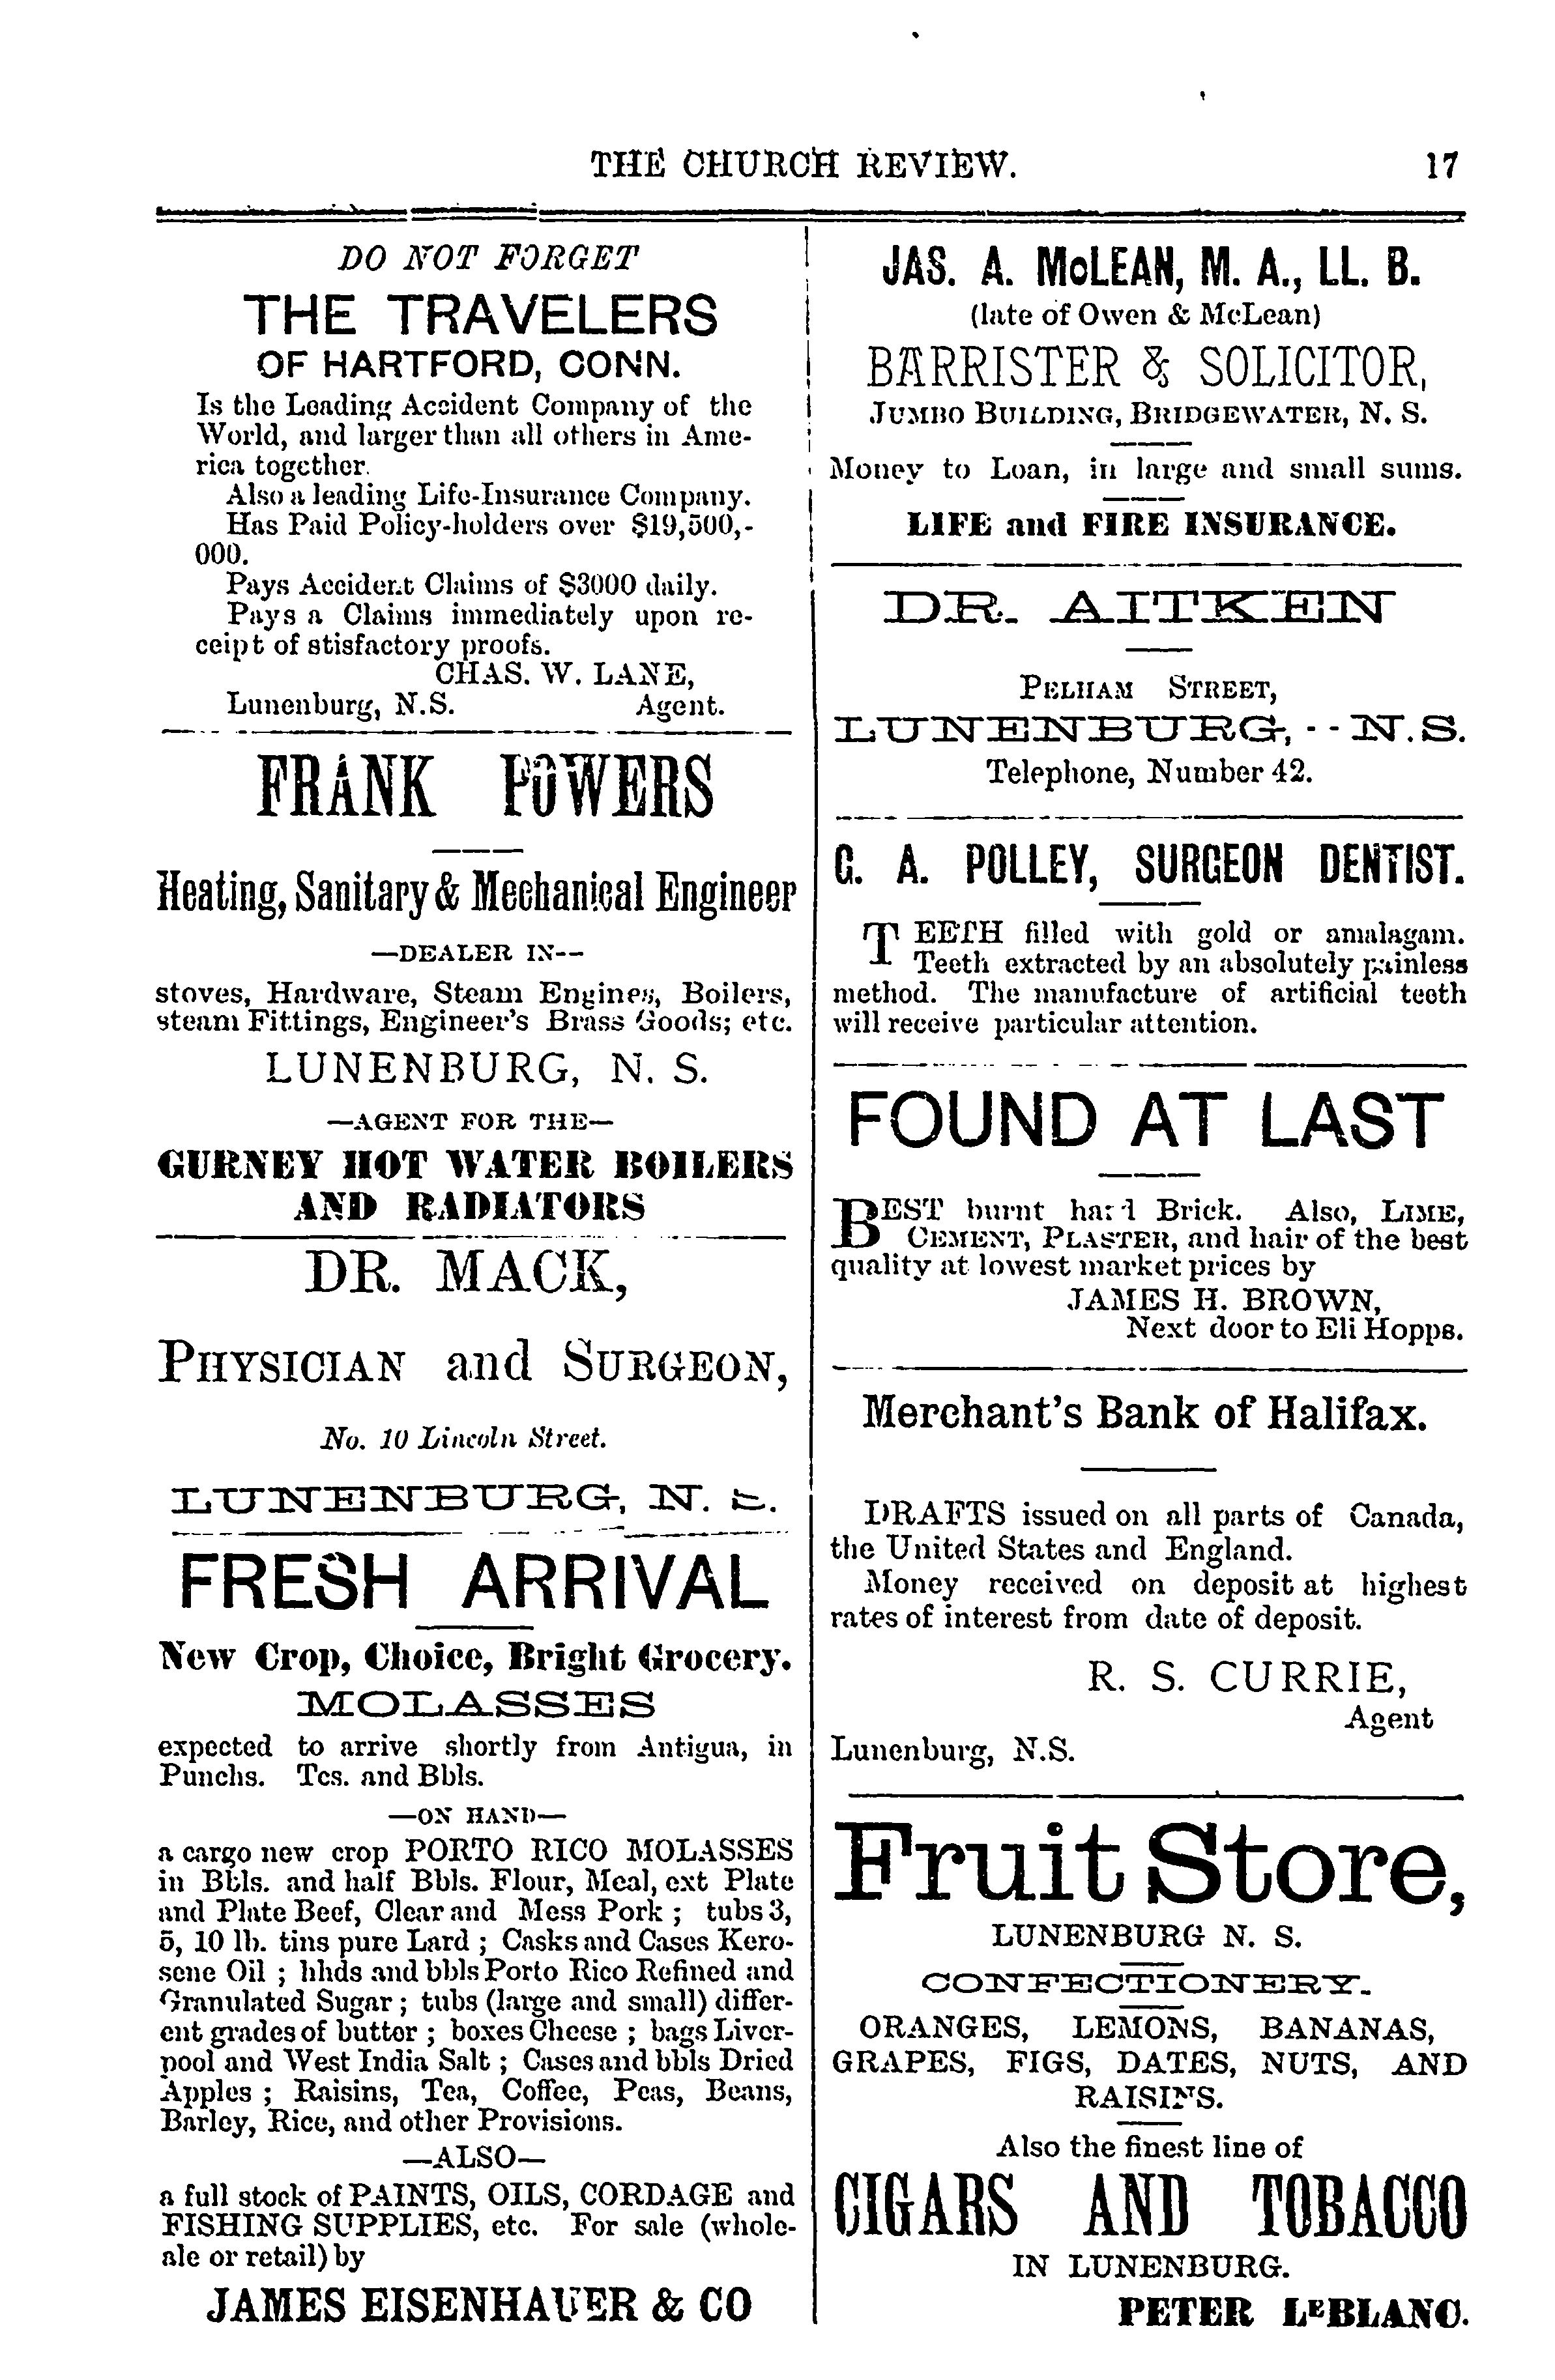 THE CHURCH REVIEW. 17
DO NOT FORGET
THE TRAVELERS
OF HARTFORD, CONN.
Is the Leading Accident Company of the
World, and larger than all others in Ame-
rica together.
Also a leading Life-Insurance Company.
Has Paid Policy-holders over $19,500,-
000.
Pays Accident Claims of $3000 daily.
Pays a Claims immediately upon re-
ceipt of stisfactory proofs.
CHAS. W. LANE,
Lunenburg, N.S. Agent.
FRANK POWERS
Heating, Sanitary & Mechanical Engineer
—DEALER IN—
stoves, Hardware, Steam Engines, Boilers,
steam Fittings, Engineer's Brass Goods; etc.
LUNENBURG, N. S.
—AGENT FOR THE—
GURNEY HOT WATER BOILERS
AND RADIATORS
DR. MACK,
PHYSICIAN and SURGEON,
No. 10 Lincoln Street.
LUNENBURG, N. S.
FRESH ARRIVAL
New Crop, Choice, Bright Grocery.
MOLASSES
expected to arrive shortly from Antigua, in
Punchs. Tcs. and Bbls.
—ON HAND—
a cargo new crop PORTO RICO MOLASSES
in Bbls. and half Bbls. Flour, Meal, ext Plate
and Plate Beef, Clear and Mess Pork ; tubs 3,
5, 10 lb. tins pure Lard ; Casks and Cases Kero-
sene Oil ; hhds and bbls Porto Rico Refined and
Granulated Sugar ; tubs (large and small) differ-
ent grades of butter ; boxes Cheese ; bags Liver-
pool and West India Salt ; Cases and bbls Dried
Apples ; Raisins, Tea, Coffee, Peas, Beans,
Barley, Rice, and other Provisions.
—ALSO—
a full stock of PAINTS, OILS, CORDAGE and
FISHING SUPPLIES, etc. For sale (whole-
ale or retail) by
JAMES EISENHAUER & CO
JAS. A. McLEAN, M. A., LL. B.
(late of Owen & McLean)
BARRISTER & SOLICITOR,
JUMBO BUILDING, BRIDGEWATER, N. S.
Money to Loan, in large and small sums.
LIFE and FIRE INSURANCE.
DR. AITKEN
PELHAM STREET,
LUNENBURG, - - N.S.
Telephone, Number 42.
C. A. POLLEY, SURGEON DENTIST.
TEETH filled with gold or amalagam.
Teeth extracted by an absolutely painless
method. The manufacture of artificial teeth
will receive particular attention.
FOUND AT LAST
BEST burnt hard Brick. Also, LIME,
CEMENT, PLASTER, and hair of the best
quality at lowest market prices by
JAMES H. BROWN,
Next door to Eli Hopps.
Merchant's Bank of Halifax.
DRAFTS issued on all parts of Canada,
the United States and England.
Money received on deposit at highest
rates of interest from date of deposit.
R. S. CURRIE,
Agent
Lunenburg, N.S.
Fruit Store,
LUNENBURG N. S.
CONFECTIONERY.
ORANGES, LEMONS, BANANAS,
GRAPES, FIGS, DATES, NUTS, AND
RAISINS.
Also the finest line of
CIGARS AND TOBACCO
IN LUNENBURG.
PETER LEBLANC.